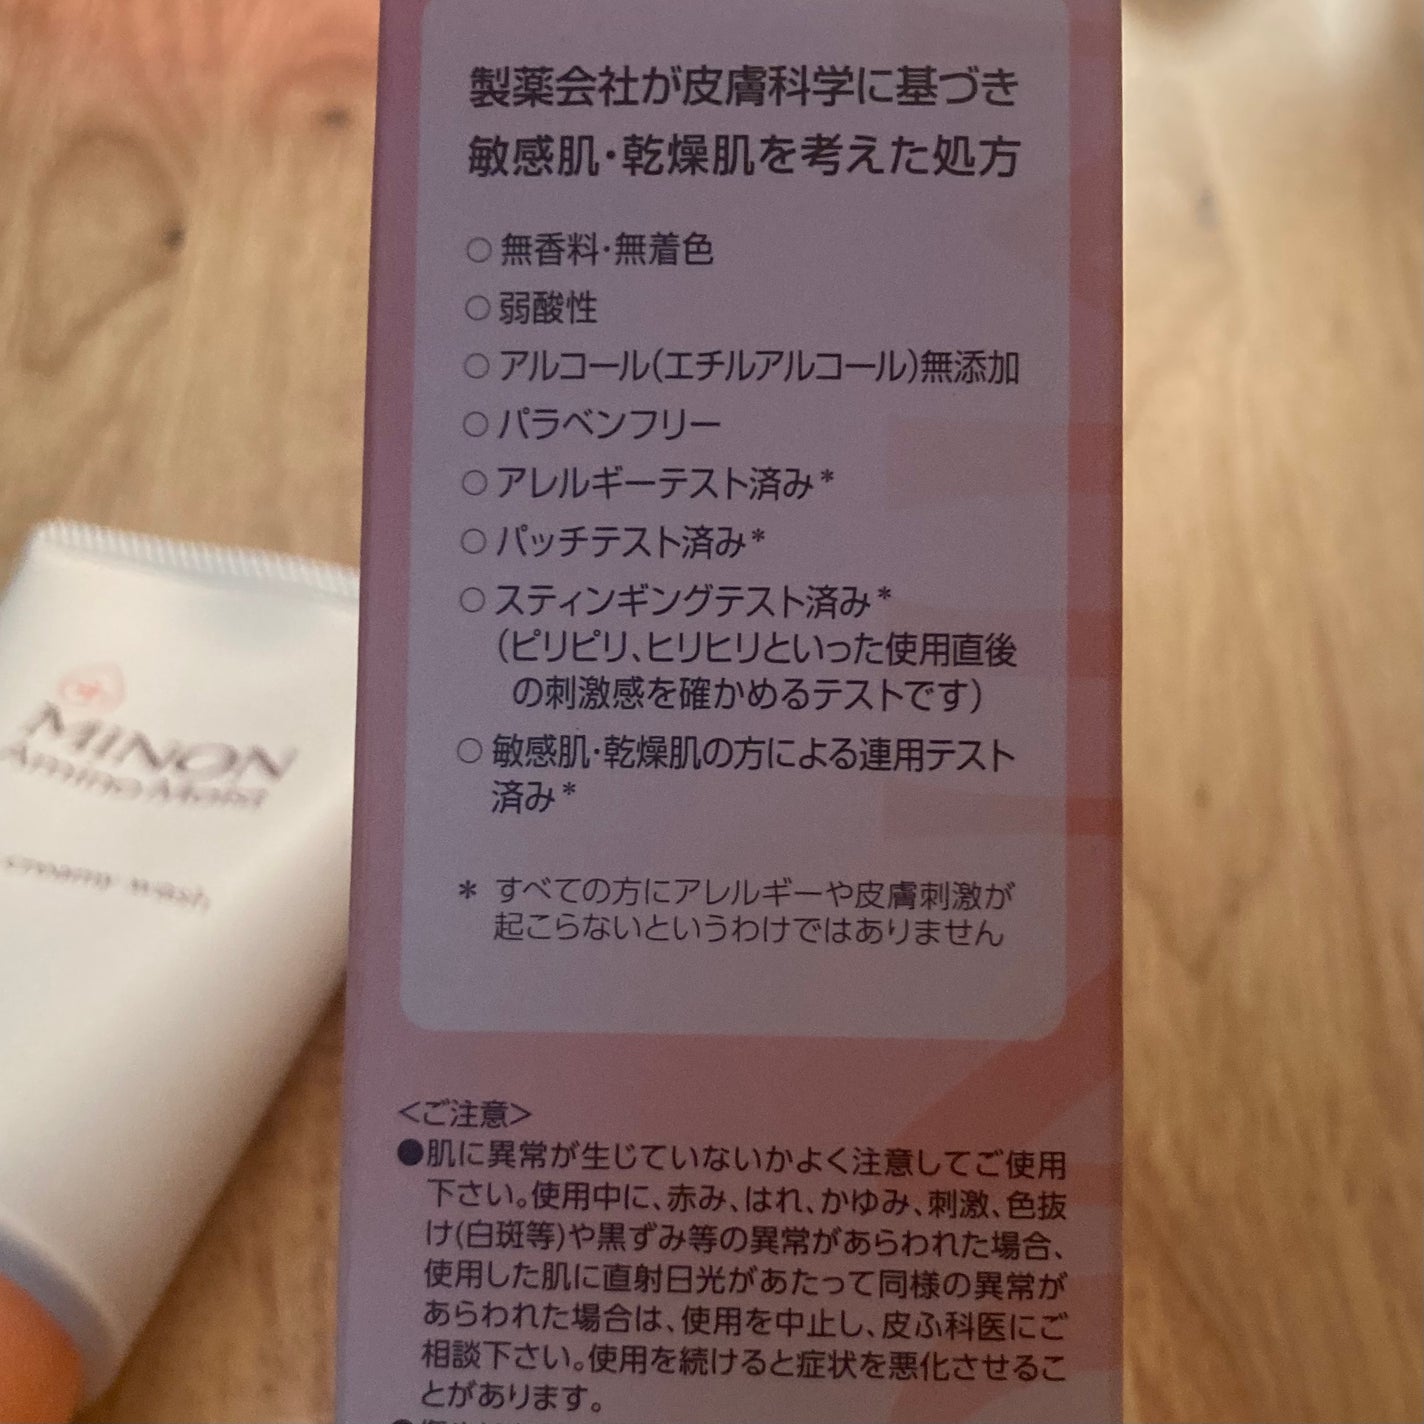 製薬会社が皮膚科学に基づき
敏感肌・乾燥肌を考えた処方
○ 無香料・無着色
○ 弱酸性
○ アルコール(エチルアルコール)無添加
○ パラベンフリー
○ アレルギーテスト済み*
○ パッチテスト済み*
○ スティンギングテスト済み*
(ピリピリ、ヒリヒリといった使用直後
の刺激感を確かめるテストです)
○ 敏感肌・乾燥肌の方による連用テスト
済み*
* すべての方にアレルギーや皮膚刺激が
起こらないというわけではありません
<ご注意>
●肌に異常が生じていないかよく注意してご使用
下さい。使用中に、赤み、はれ、かゆみ、刺激、色抜
け(白斑等)や黒ずみ等の異常があらわれた場合、
使用した肌に直射日光があたって同様の異常が
あらわれた場合は、使用を中止し、皮ふ科医にご
相談下さい。使用を続けると症状を悪化させるこ
とがあります。
MINON
Amino Moist
creamy wash